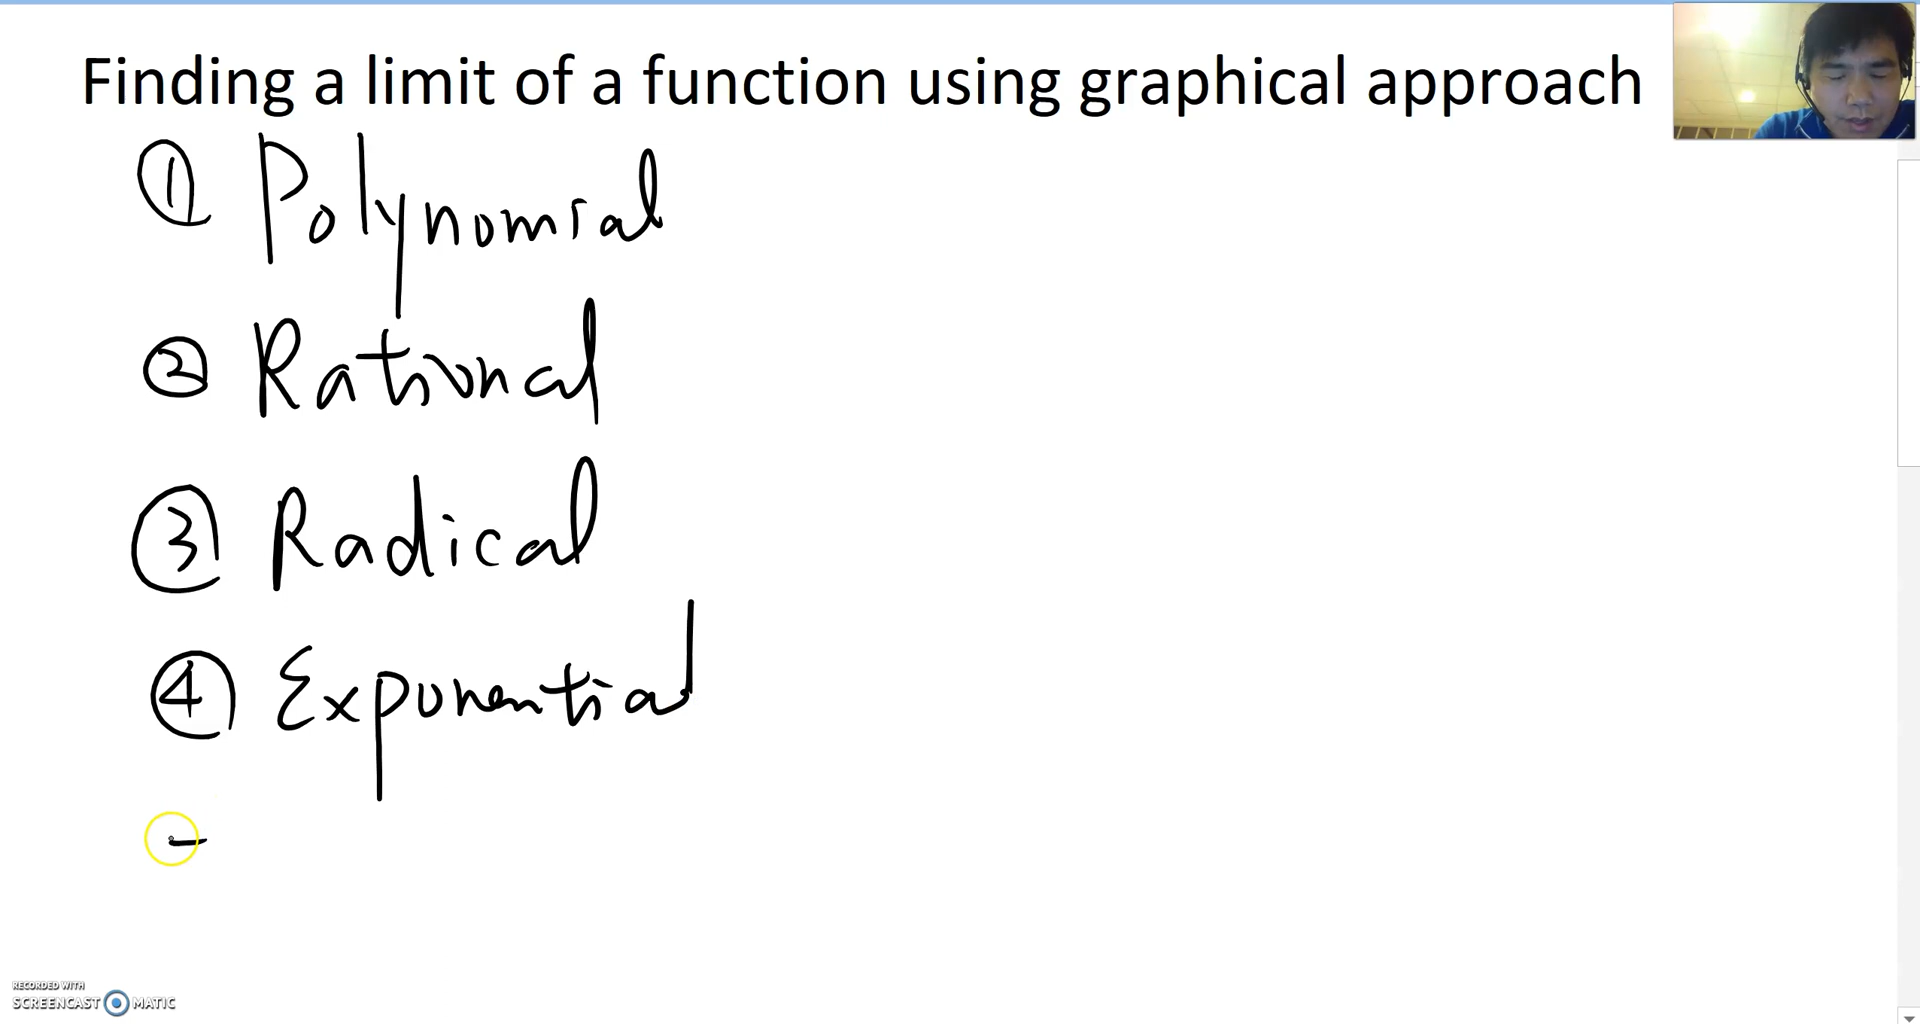 Finding a limit of a function using graphical approach
① Polynomial
② Rational
③ Radical
④ Exponential
RECORDED WITH
SCREENCAST MATIC